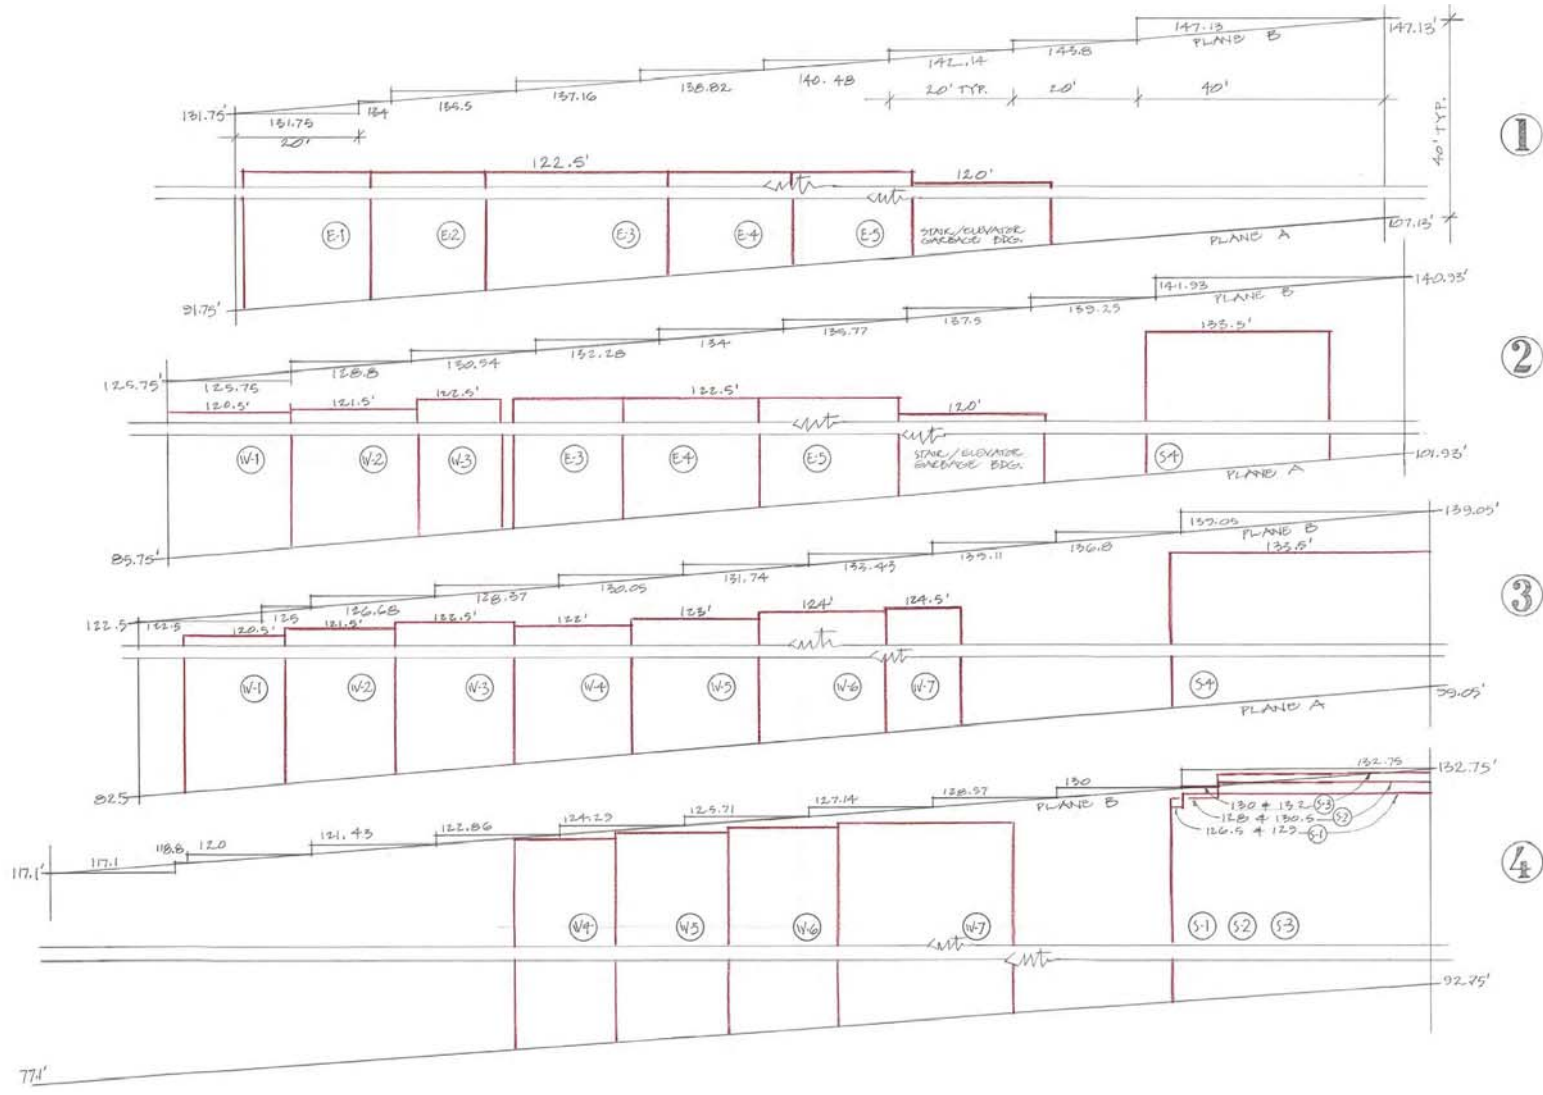 147.13
147.13'
PLANE B
143.8
142.14
140.48
138.82
137.16
135.5
134
131.75'
131.75
20'
20' TYP.
20'
40'
40' TYP.
1
122.5'
120'
cut
cut
E-1
E-2
E-3
E-4
E-5
STAIR/ELEVATOR
GARBAGE BDG.
PLANE A
107.13'
91.75'
140.93'
141.93
PLANE B
139.25
137.5
135.77
134
132.28
130.54
128.8
125.75'
125.75
133.5'
2
120.5'
121.5'
122.5'
122.5'
120'
cut
cut
W-1
W-2
W-3
E-3
E-4
E-5
STAIR/ELEVATOR
GARBAGE BDG.
S-4
PLANE A
101.93'
85.75'
139.05'
139.05
PLANE B
133.5'
136.8
135.11
133.43
131.74
130.05
128.37
126.68
125
122.5
122.5
3
120.5'
121.5'
122.5'
122'
123'
124'
124.5'
cut
cut
W-1
W-2
W-3
W-4
W-5
W-6
W-7
S-4
99.05'
PLANE A
82.5
132.75
132.75'
130
PLANE B
128.57
127.14
125.71
124.29
122.86
121.43
120
118.8
117.1
117.1'
130 & 132 S-3
128 & 130.5 S-2
126.5 & 129 S-1
4
W-4
W-5
W-6
W-7
S-1
S-2
S-3
cut
cut
92.75'
77.1'